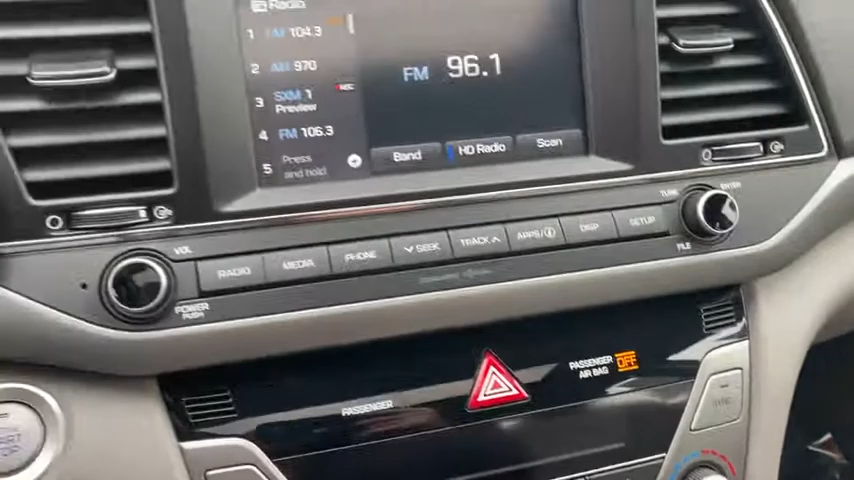 Radio
1 FM 104.3
2 AM 970
FM 96.1
3 SXM 1
Preview
REC
4 FM 106.3
5 Press
and hold
Band
HD Radio
Scan
VOL
RADIO
MEDIA
PHONE
SEEK
TRACK
APPS/i
DISP
SETUP
TUNE
ENTER
FILE
POWER
PUSH
PASSENGER
PASSENGER
AIR BAG
OFF